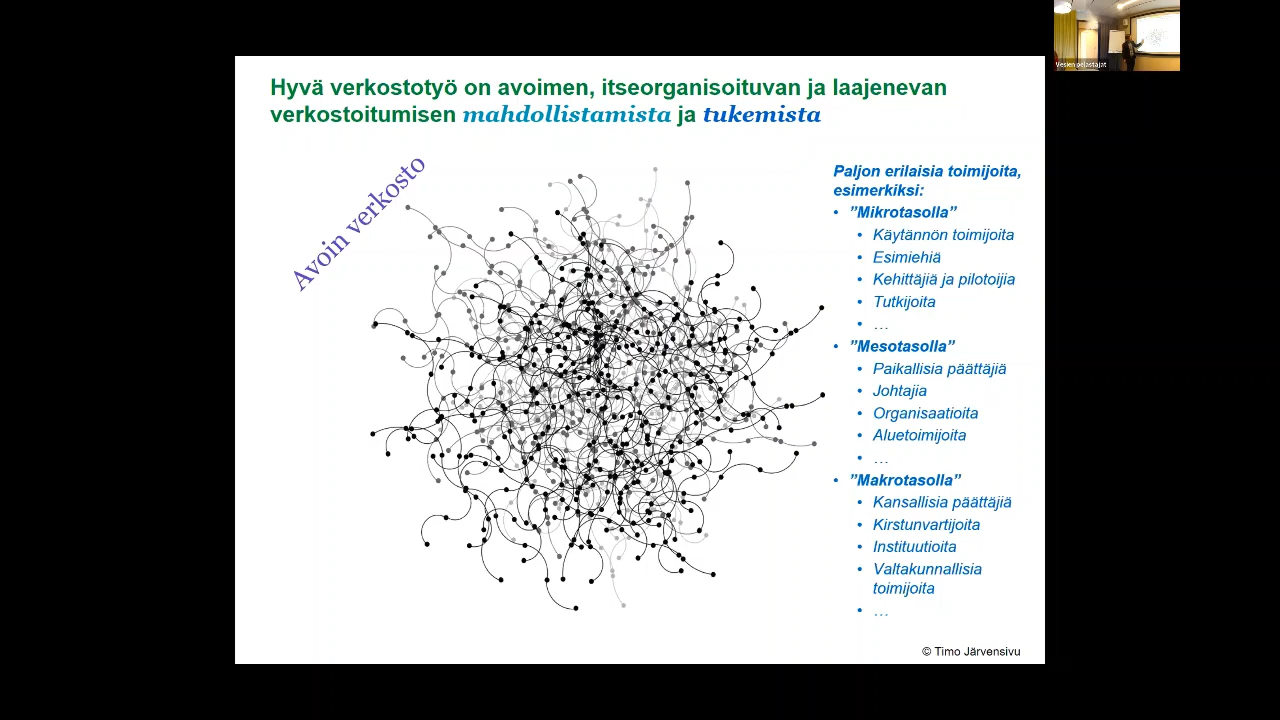 Vesien pelastajat
Hyvä verkostotyö on avoimen, itseorganisoituvan ja laajenevan
verkostoitumisen mahdollistamista ja tukemista
Avoin verkosto
Paljon erilaisia toimijoita,
esimerkiksi:
• ”Mikrotasolla”
• Käytännön toimijoita
• Esimiehiä
• Kehittäjiä ja pilotoijia
• Tutkijoita
• …
• ”Mesotasolla”
• Paikallisia päättäjiä
• Johtajia
• Organisaatioita
• Aluetoimijoita
• …
• ”Makrotasolla”
• Kansallisia päättäjiä
• Kirstunvartijoita
• Instituutioita
• Valtakunnallisia
toimijoita
• …
© Timo Järvensivu